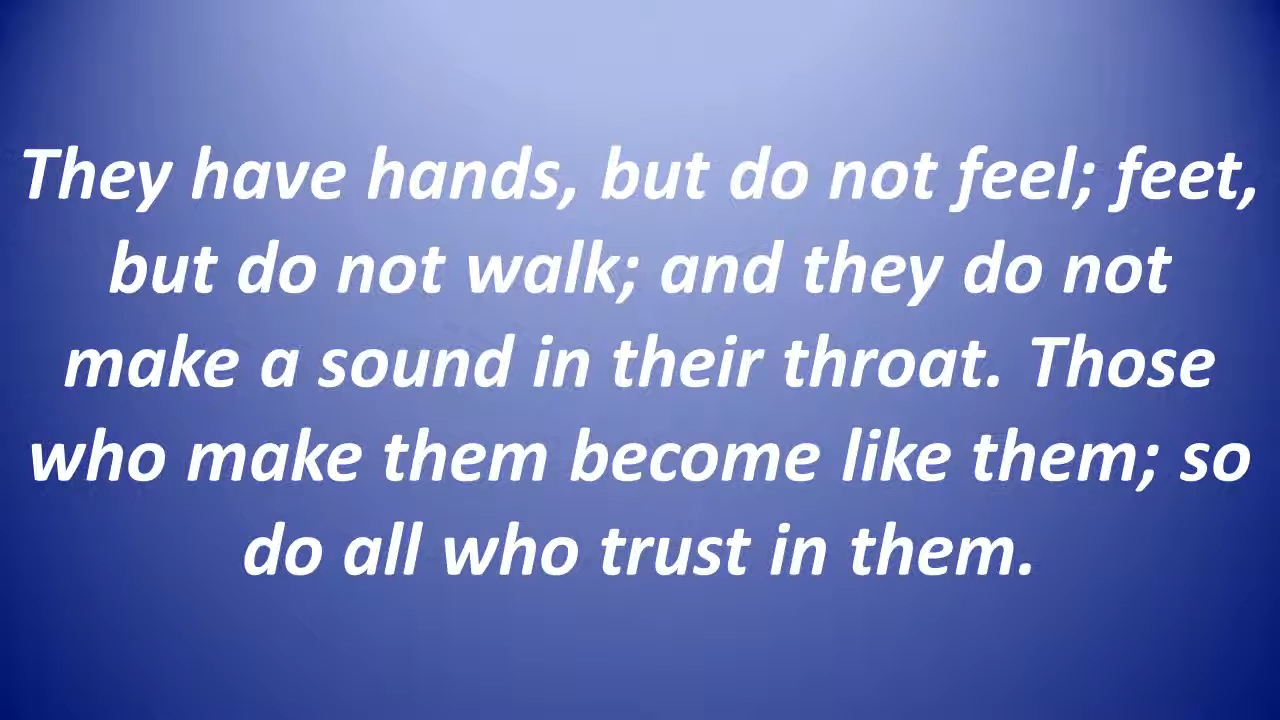 They have hands, but do not feel; feet,
but do not walk; and they do not
make a sound in their throat. Those
who make them become like them; so
do all who trust in them.